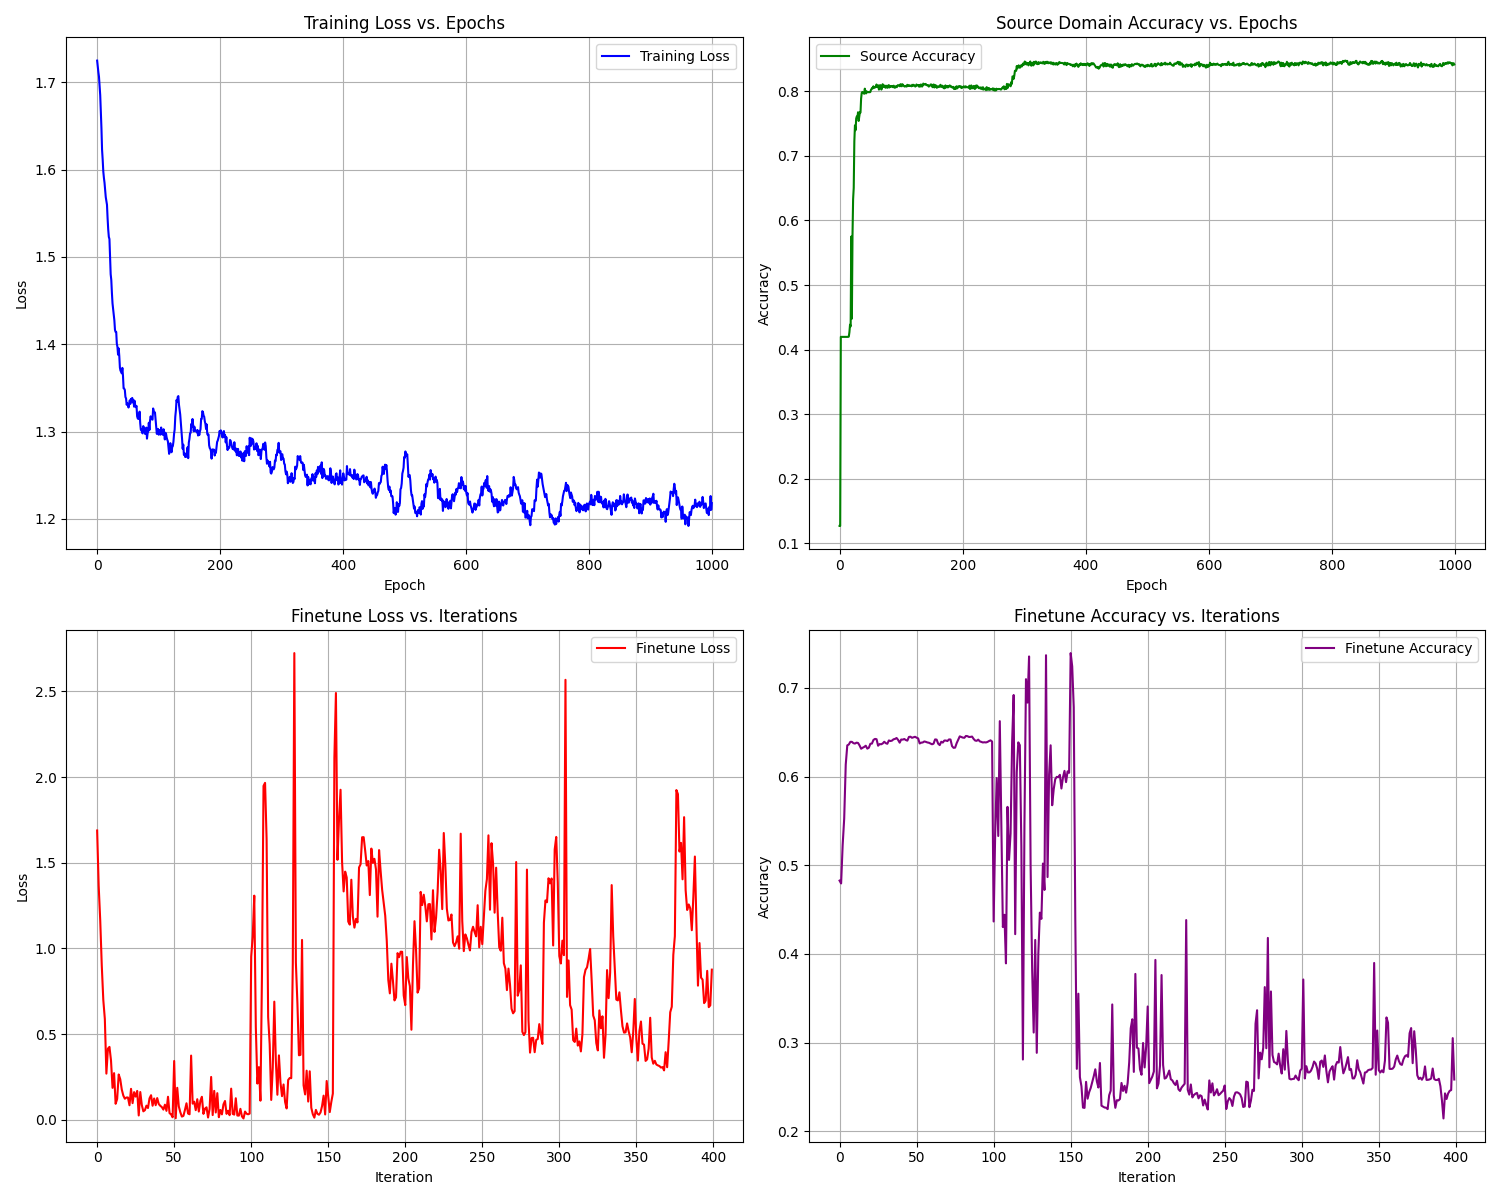 Training Loss vs. Epochs
Training Loss
1.7
1.6
1.5
1.4
1.3
1.2
Loss
0 200 400 600 800 1000
Epoch
Source Domain Accuracy vs. Epochs
Source Accuracy
0.8
0.7
0.6
0.5
0.4
0.3
0.2
0.1
Accuracy
0 200 400 600 800 1000
Epoch
Finetune Loss vs. Iterations
Finetune Loss
2.5
2.0
1.5
1.0
0.5
0.0
Loss
0 50 100 150 200 250 300 350 400
Iteration
Finetune Accuracy vs. Iterations
Finetune Accuracy
0.7
0.6
0.5
0.4
0.3
0.2
Accuracy
0 50 100 150 200 250 300 350 400
Iteration